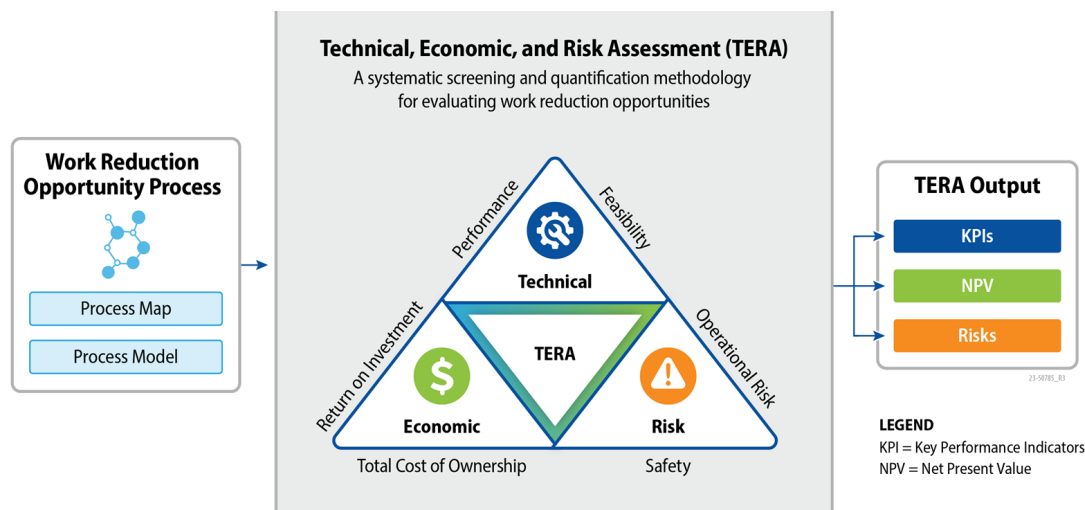 Technical, Economic, and Risk Assessment (TERA)
A systematic screening and quantification methodology
for evaluating work reduction opportunities
Work Reduction
Opportunity Process
Process Map
Process Model
Performance
Feasibility
Technical
Return on Investment
Operational Risk
TERA
$
Economic
Risk
Total Cost of Ownership
Safety
TERA Output
KPIs
NPV
Risks
23-50785_R3
LEGEND
KPI = Key Performance Indicators
NPV = Net Present Value